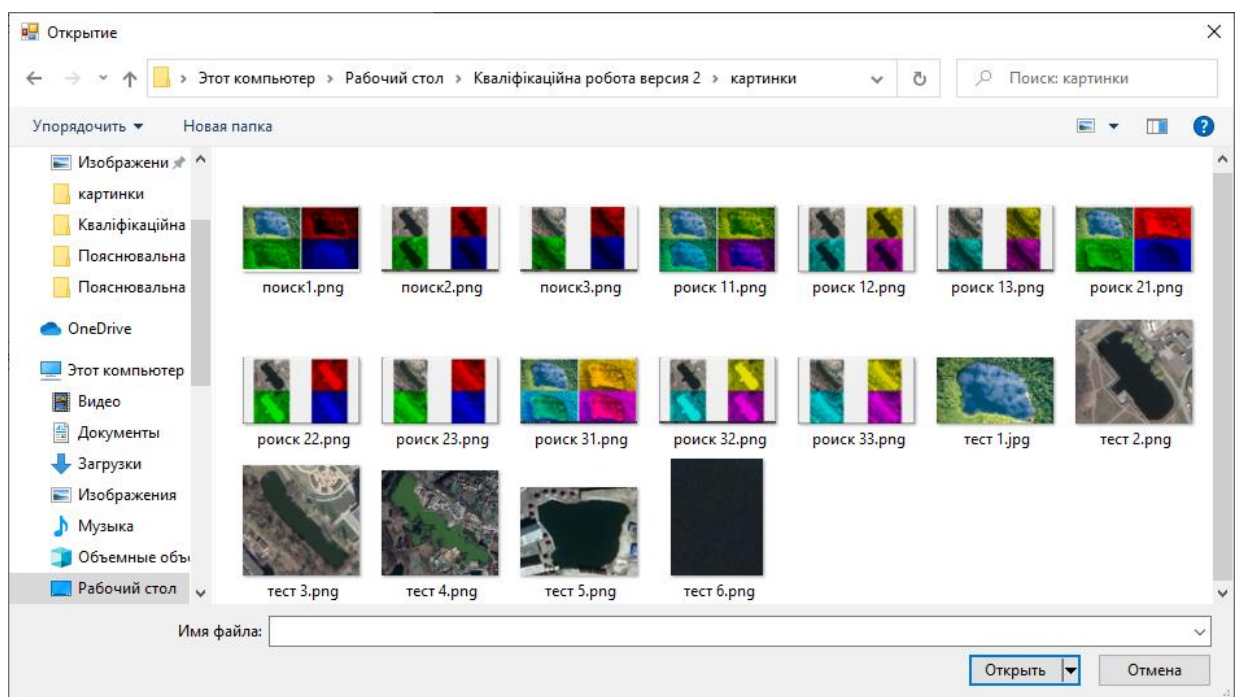 Открытие
Этот компьютер › Рабочий стол › Кваліфікаційна робота версия 2 › картинки
Поиск: картинки
Упорядочить
Новая папка
Изображени
картинки
Кваліфікаційна
Пояснювальна
Пояснювальна
OneDrive
Этот компьютер
Видео
Документы
Загрузки
Изображения
Музыка
Объемные объ
Рабочий стол
поиск1.png
поиск2.png
поиск3.png
роиск 11.png
роиск 12.png
роиск 13.png
роиск 21.png
роиск 22.png
роиск 23.png
роиск 31.png
роиск 32.png
роиск 33.png
тест 1.jpg
тест 2.png
тест 3.png
тест 4.png
тест 5.png
тест 6.png
Имя файла:
Открыть
Отмена